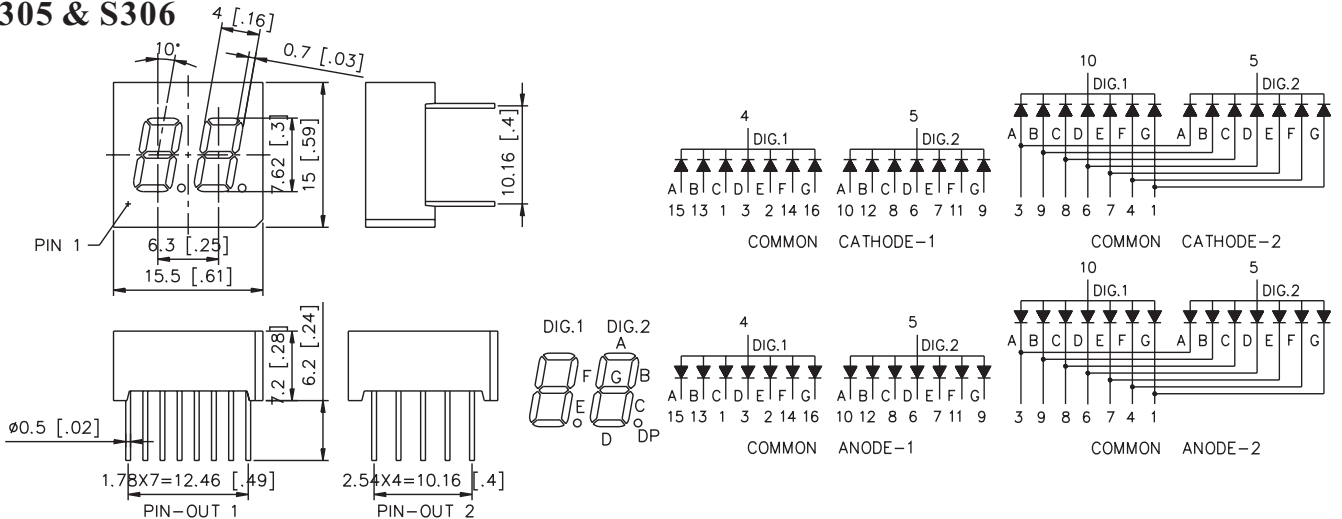 305 & S306
4 [.16]
10°
0.7 [.03]
7.62 [.3]
15 [.59]
10.16 [.4]
PIN 1
6.3 [.25]
15.5 [.61]
4
DIG.1
5
DIG.2
A B C D E F G
A B C D E F G
15 13 1 3 2 14 16
10 12 8 6 7 11 9
COMMON CATHODE-1
10
DIG.1
5
DIG.2
A B C D E F G
A B C D E F G
3 9 8 6 7 4 1
COMMON CATHODE-2
7.2 [.28]
6.2 [.24]
ø0.5 [.02]
1.78X7=12.46 [.49]
PIN-OUT 1
2.54X4=10.16 [.4]
PIN-OUT 2
DIG.1 DIG.2
A
F G B
E C
D DP
4
DIG.1
5
DIG.2
A B C D E F G
A B C D E F G
15 13 1 3 2 14 16
10 12 8 6 7 11 9
COMMON ANODE-1
10
DIG.1
5
DIG.2
A B C D E F G
A B C D E F G
3 9 8 6 7 4 1
COMMON ANODE-2